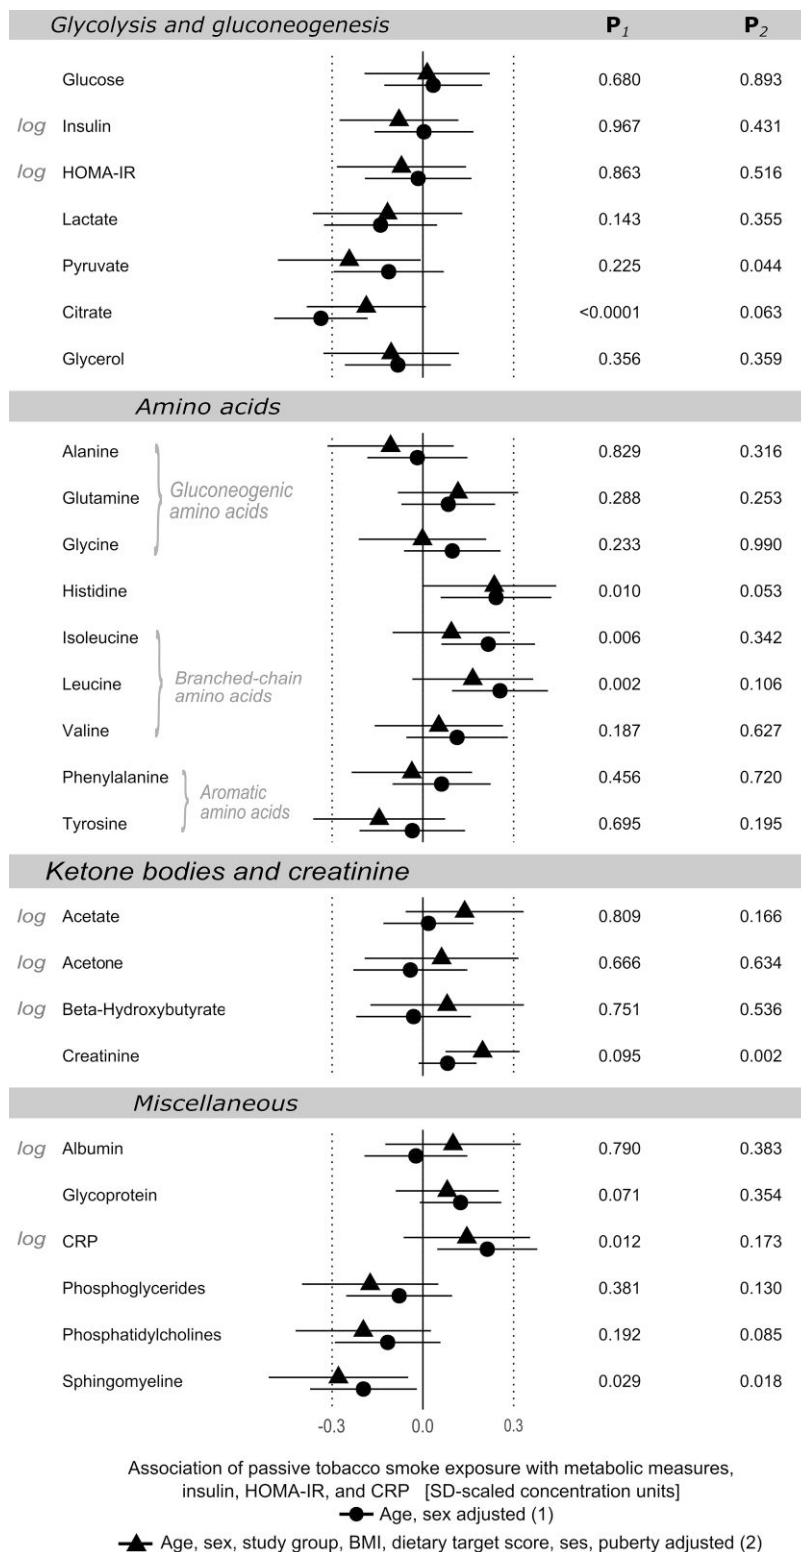 Glycolysis and gluconeogenesis P1 P2
Glucose 0.680 0.893
log Insulin 0.967 0.431
log HOMA-IR 0.863 0.516
Lactate 0.143 0.355
Pyruvate 0.225 0.044
Citrate <0.0001 0.063
Glycerol 0.356 0.359
Amino acids
Alanine 0.829 0.316
Glutamine Gluconeogenic amino acids 0.288 0.253
Glycine 0.233 0.990
Histidine 0.010 0.053
Isoleucine 0.006 0.342
Leucine Branched-chain amino acids 0.002 0.106
Valine 0.187 0.627
Phenylalanine 0.456 0.720
Aromatic amino acids
Tyrosine 0.695 0.195
Ketone bodies and creatinine
log Acetate 0.809 0.166
log Acetone 0.666 0.634
log Beta-Hydroxybutyrate 0.751 0.536
Creatinine 0.095 0.002
Miscellaneous
log Albumin 0.790 0.383
Glycoprotein 0.071 0.354
log CRP 0.012 0.173
Phosphoglycerides 0.381 0.130
Phosphatidylcholines 0.192 0.085
Sphingomyeline 0.029 0.018
-0.3 0.0 0.3
Association of passive tobacco smoke exposure with metabolic measures,
insulin, HOMA-IR, and CRP [SD-scaled concentration units]
Age, sex adjusted (1)
Age, sex, study group, BMI, dietary target score, ses, puberty adjusted (2)